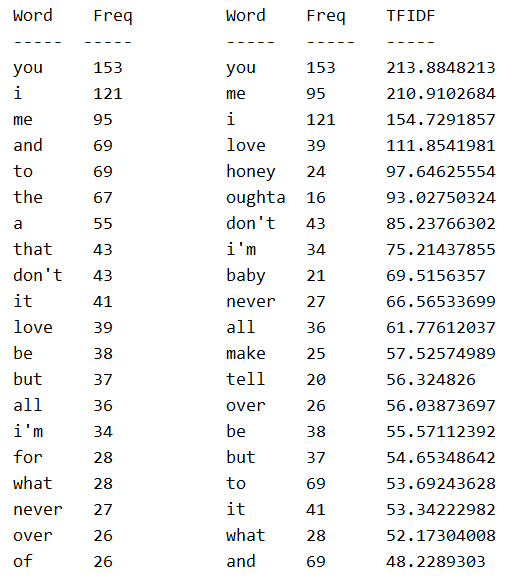 Word Freq Word Freq TFIDF
----- ----- ----- ----- -----
you 153 you 153 213.8848213
i 121 me 95 210.9102684
me 95 i 121 154.7291857
and 69 love 39 111.8541981
to 69 honey 24 97.64625554
the 67 oughta 16 93.02750324
a 55 don't 43 85.23766302
that 43 i'm 34 75.21437855
don't 43 baby 21 69.5156357
it 41 never 27 66.56533699
love 39 all 36 61.77612037
be 38 make 25 57.52574989
but 37 tell 20 56.324826
all 36 over 26 56.03873697
i'm 34 be 38 55.57112392
for 28 but 37 54.65348642
what 28 to 69 53.69243628
never 27 it 41 53.34222982
over 26 what 28 52.17304008
of 26 and 69 48.2289303